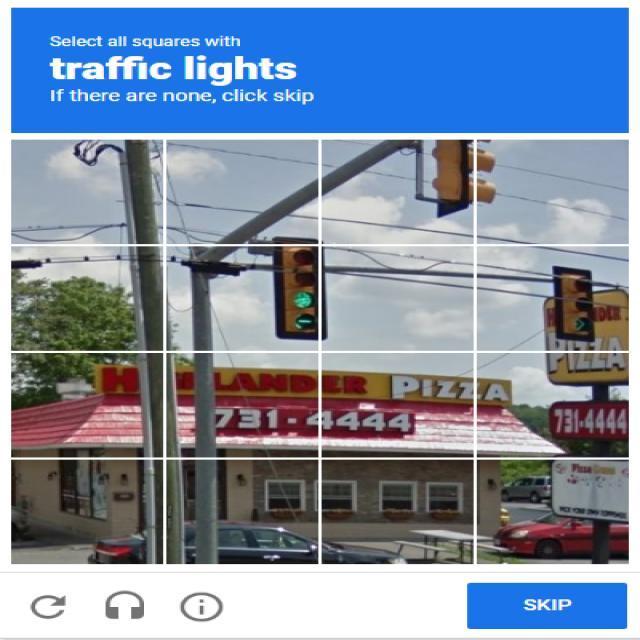 Select all squares with
traffic lights
If there are none, click skip
HIGHLANDER PIZZA
731-4444
PIZZA
731-4444
SKIP